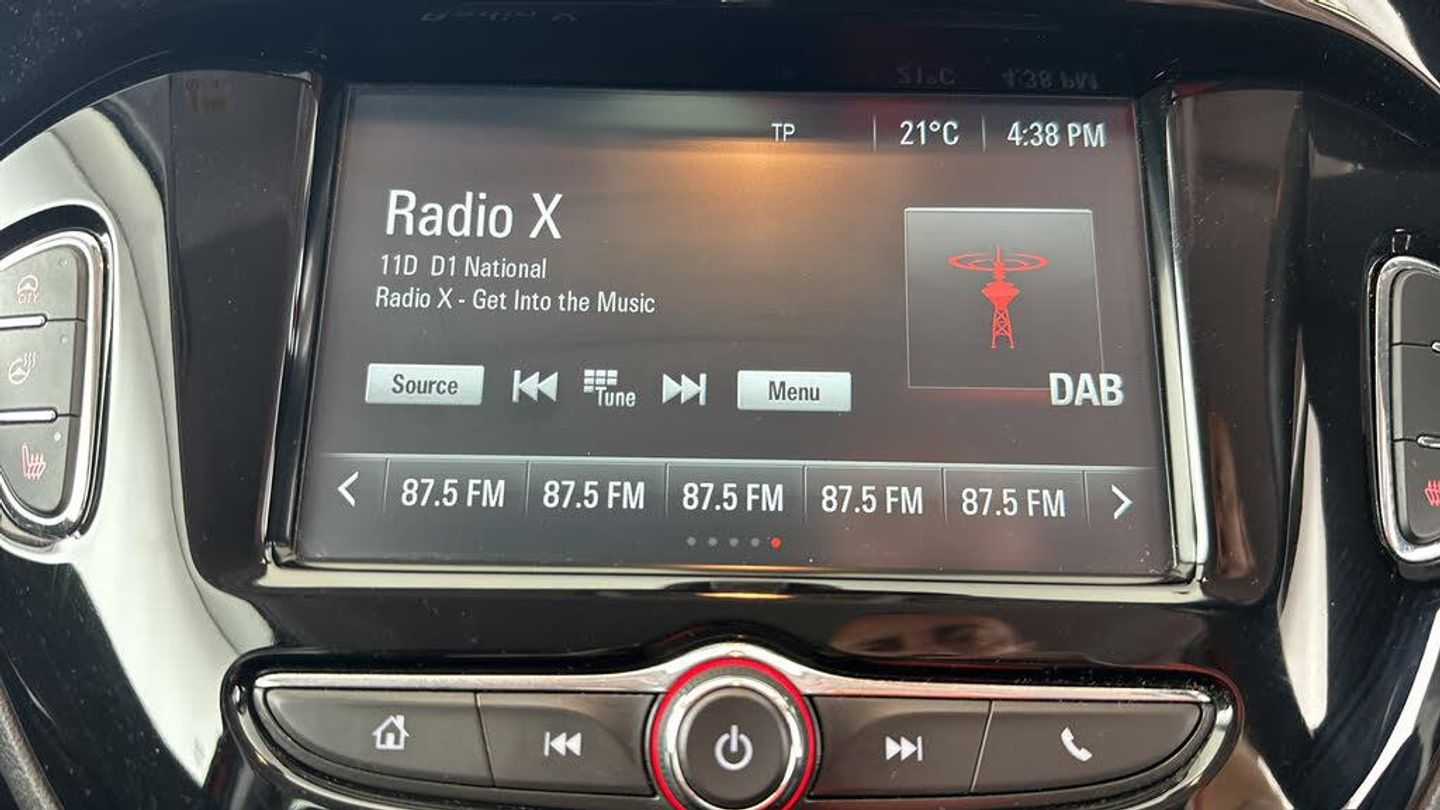 TP 21°C 4:38 PM
Radio X
11D D1 National
Radio X - Get Into the Music
Source Tune Menu
DAB
87.5 FM 87.5 FM 87.5 FM 87.5 FM 87.5 FM
CITY